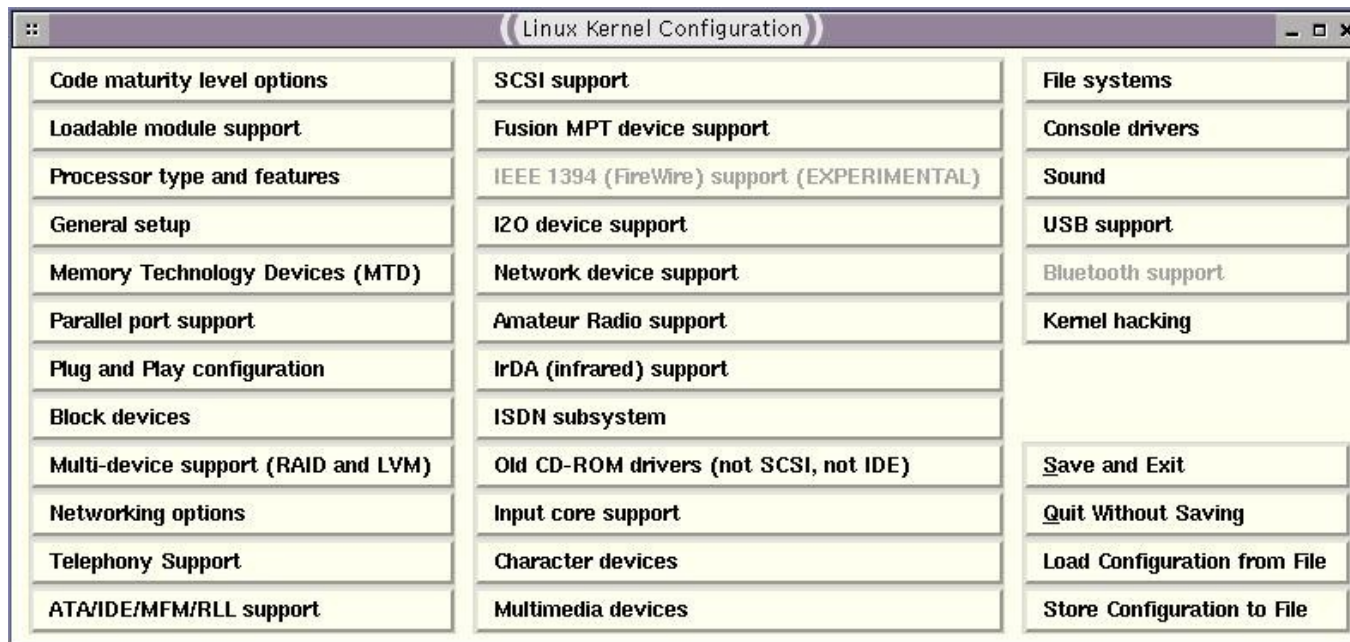 Linux Kernel Configuration
Code maturity level options
Loadable module support
Processor type and features
General setup
Memory Technology Devices (MTD)
Parallel port support
Plug and Play configuration
Block devices
Multi-device support (RAID and LVM)
Networking options
Telephony Support
ATA/IDE/MFM/RLL support
SCSI support
Fusion MPT device support
IEEE 1394 (FireWire) support (EXPERIMENTAL)
I2O device support
Network device support
Amateur Radio support
IrDA (infrared) support
ISDN subsystem
Old CD-ROM drivers (not SCSI, not IDE)
Input core support
Character devices
Multimedia devices
File systems
Console drivers
Sound
USB support
Bluetooth support
Kernel hacking
Save and Exit
Quit Without Saving
Load Configuration from File
Store Configuration to File